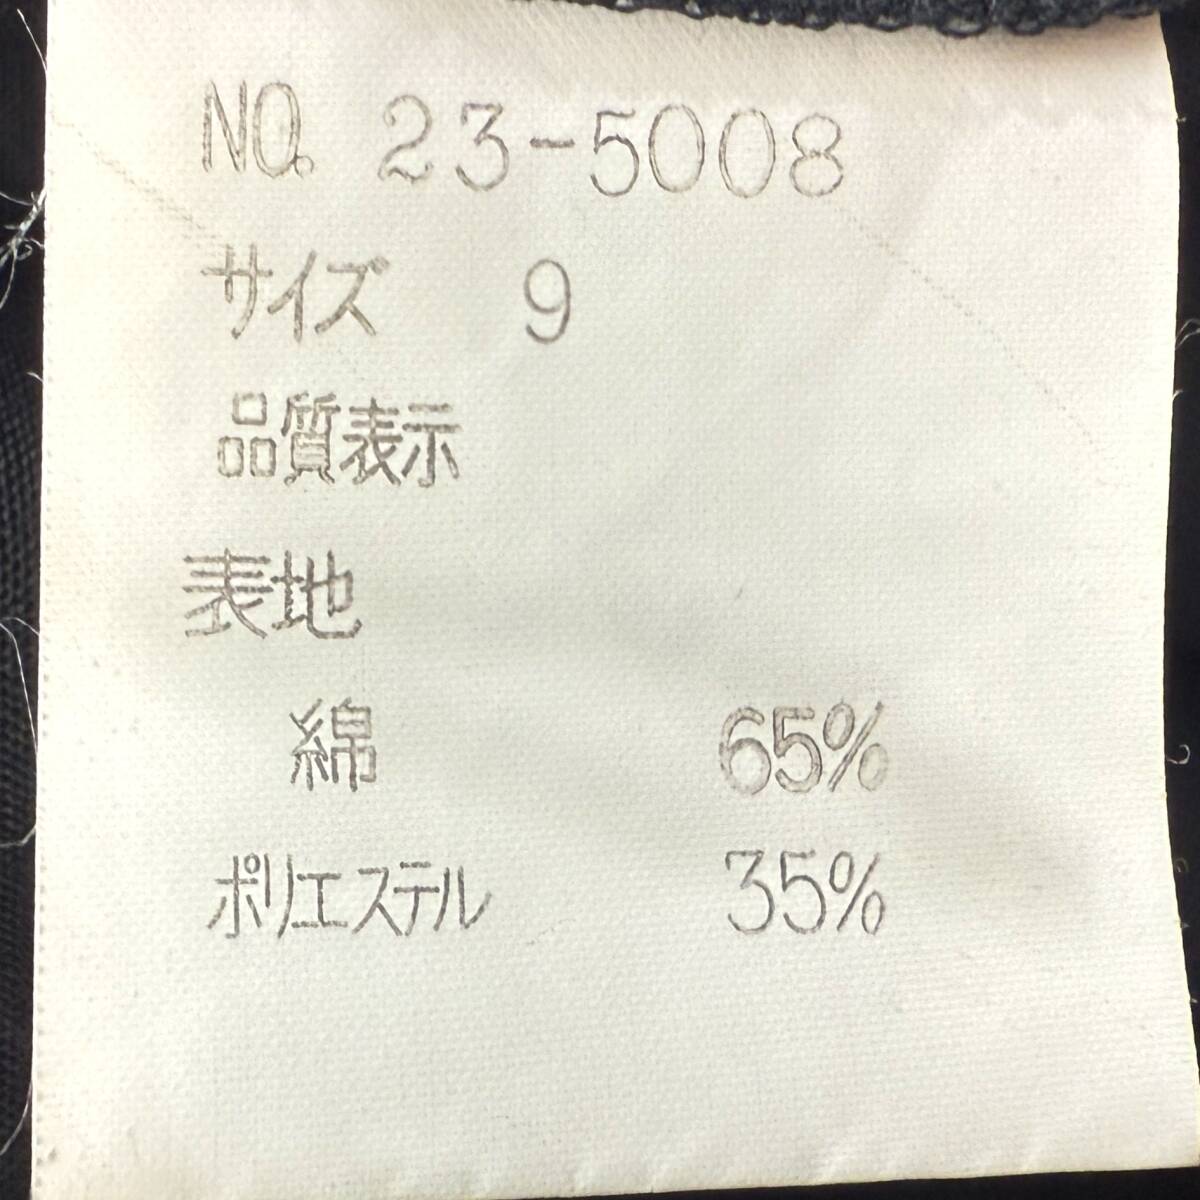 NO. 23-5008
サイズ 9
品質表示
表地
綿 65%
ポリエステル 35%